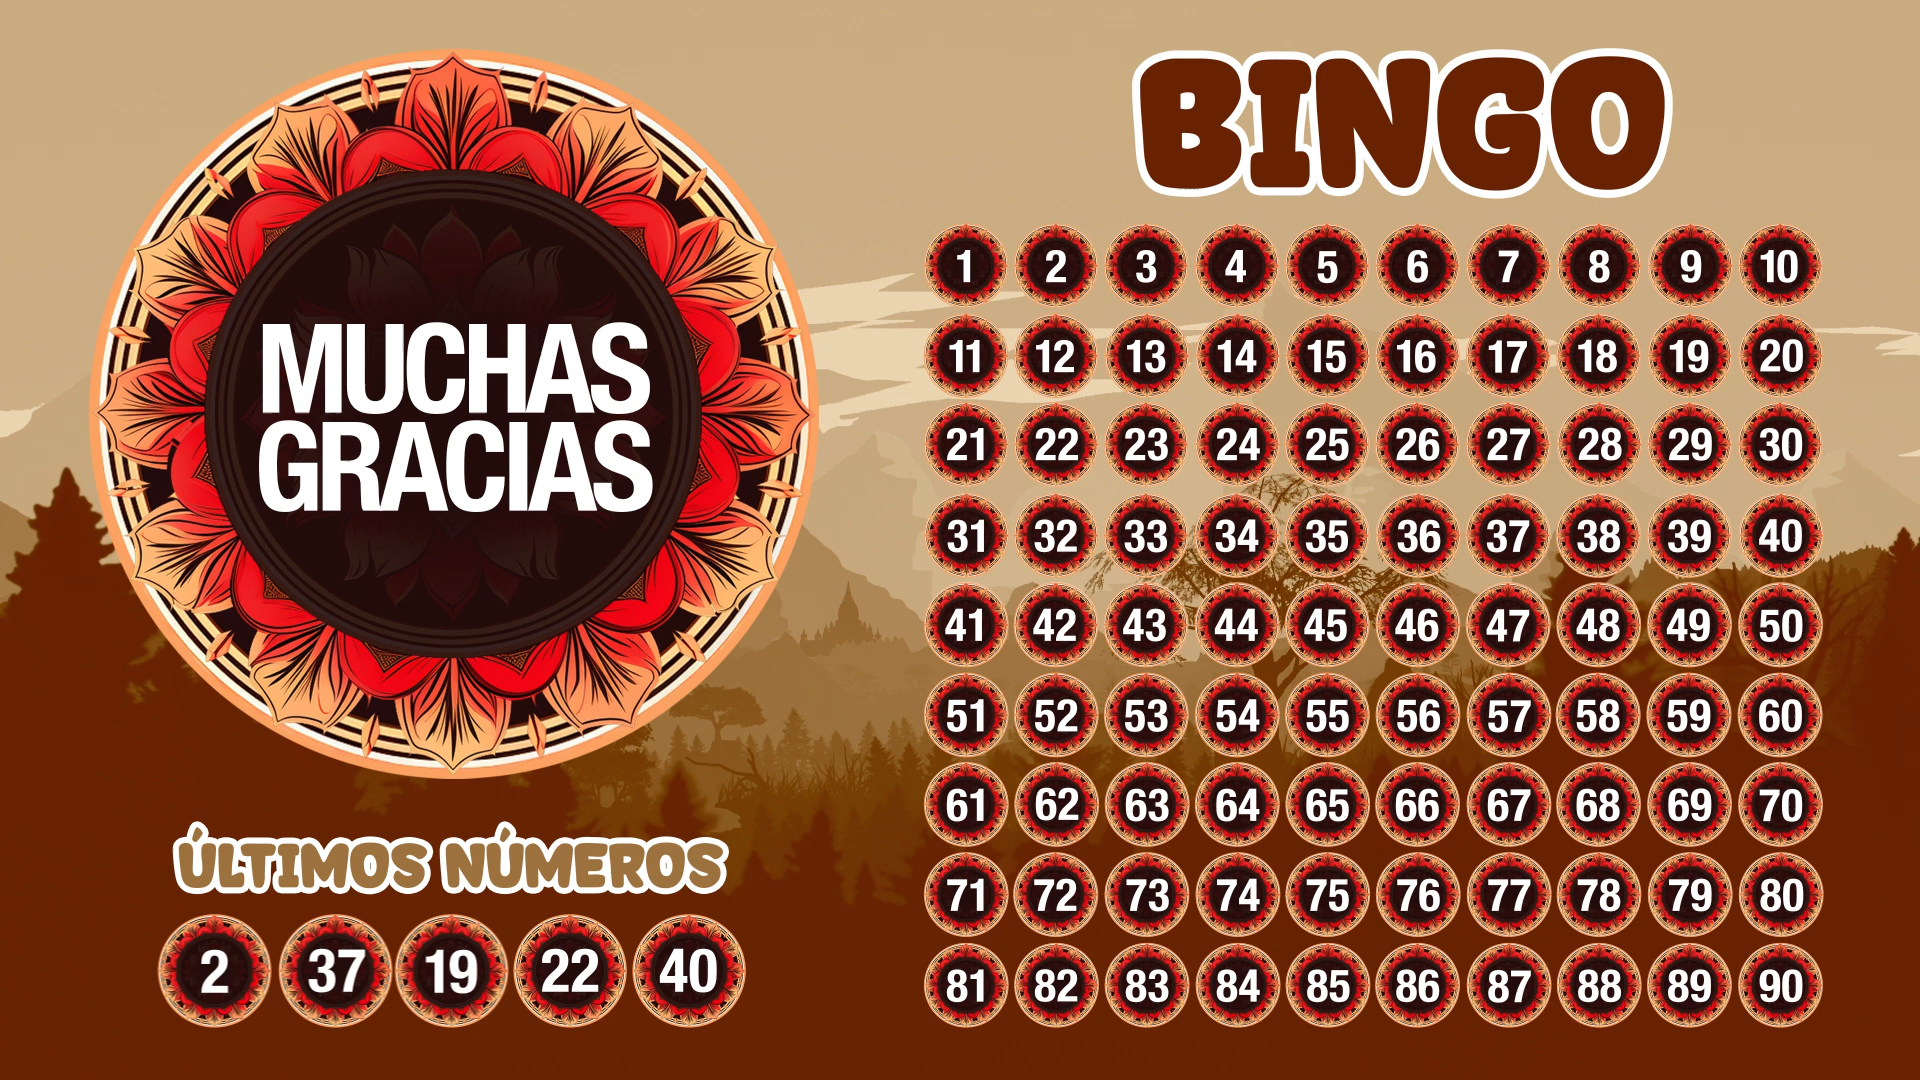 MUCHAS
GRACIAS
ÚLTIMOS NÚMEROS
2 37 19 22 40
BINGO
1 2 3 4 5 6 7 8 9 10
11 12 13 14 15 16 17 18 19 20
21 22 23 24 25 26 27 28 29 30
31 32 33 34 35 36 37 38 39 40
41 42 43 44 45 46 47 48 49 50
51 52 53 54 55 56 57 58 59 60
61 62 63 64 65 66 67 68 69 70
71 72 73 74 75 76 77 78 79 80
81 82 83 84 85 86 87 88 89 90